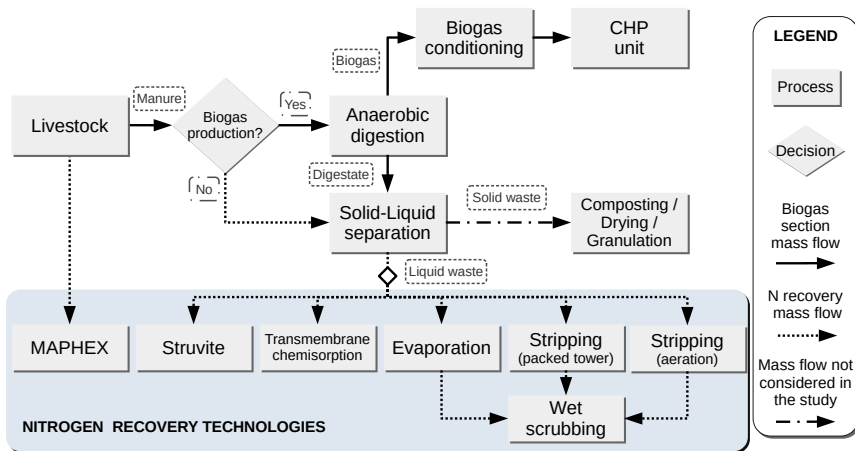 Biogas
conditioning
CHP
unit
Biogas
Manure
Livestock
Biogas
production?
Yes
Anaerobic
digestion
No
Digestate
Solid-Liquid
separation
Solid waste
Composting /
Drying /
Granulation
Liquid waste
MAPHEX
Struvite
Transmembrane
chemisorption
Evaporation
Stripping
(packed tower)
Stripping
(aeration)
Wet
scrubbing
NITROGEN RECOVERY TECHNOLOGIES
LEGEND
Process
Decision
Biogas
section
mass flow
N recovery
mass flow
Mass flow not
considered in
the study